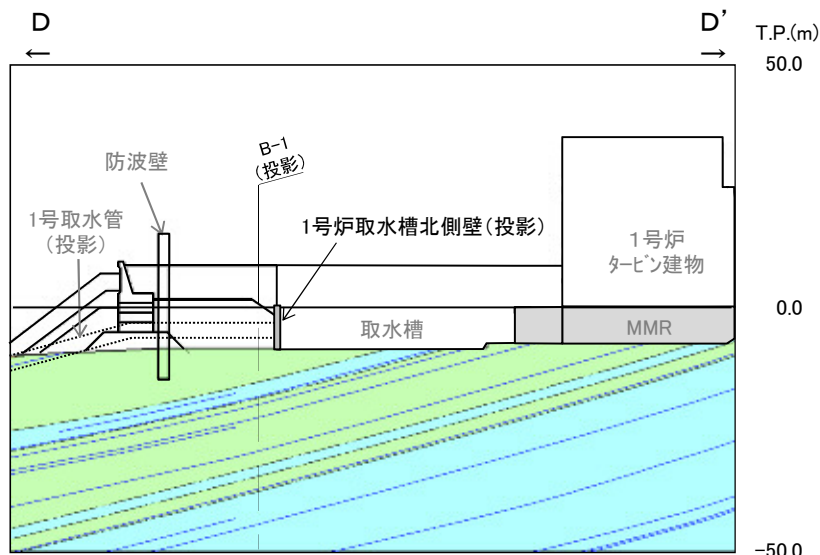 D
D’
T.P.(m)
50.0
防波壁
B-1
(投影)
1号取水管
(投影)
1号炉取水槽北側壁(投影)
1号炉
タービン建物
0.0
取水槽
MMR
-50.0